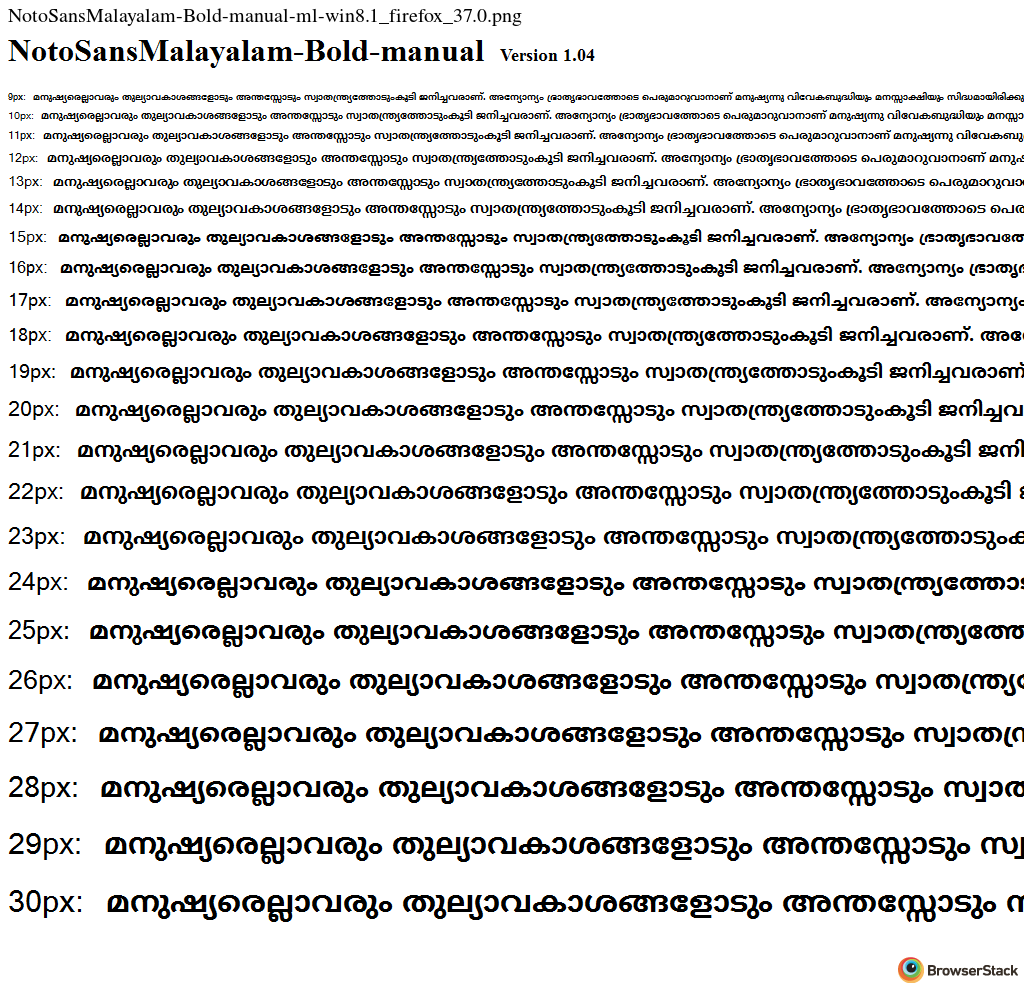 NotoSansMalayalam-Bold-manual-ml-win8.1_firefox_37.0.png
NotoSansMalayalam-Bold-manual Version 1.04
9px: മനുഷ്യരെല്ലാവരും തുല്യാവകാശങ്ങളോടും അന്തസ്സോടും സ്വാതന്ത്ര്യത്തോടുംകൂടി ജനിച്ചവരാണ്. അന്യോന്യം ഭ്രാതൃഭാവത്തോടെ പെരുമാറുവാനാണ് മനുഷ്യന്നു വിവേകബുദ്ധിയും മനസ്സാക്ഷിയും
10px: മനുഷ്യരെല്ലാവരും തുല്യാവകാശങ്ങളോടും അന്തസ്സോടും സ്വാതന്ത്ര്യത്തോടുംകൂടി ജനിച്ചവരാണ്. അന്യോന്യം ഭ്രാതൃഭാവത്തോടെ പെരുമാറുവാനാണ് മനുഷ്യന്നു വിവേകബുദ്ധിയും
11px: മനുഷ്യരെല്ലാവരും തുല്യാവകാശങ്ങളോടും അന്തസ്സോടും സ്വാതന്ത്ര്യത്തോടുംകൂടി ജനിച്ചവരാണ്. അന്യോന്യം ഭ്രാതൃഭാവത്തോടെ പെരുമാറുവാനാണ് മനുഷ്യന്നു
12px: മനുഷ്യരെല്ലാവരും തുല്യാവകാശങ്ങളോടും അന്തസ്സോടും സ്വാതന്ത്ര്യത്തോടുംകൂടി ജനിച്ചവരാണ്. അന്യോന്യം ഭ്രാതൃഭാവത്തോടെ പെരുമാറുവാനാണ്
13px: മനുഷ്യരെല്ലാവരും തുല്യാവകാശങ്ങളോടും അന്തസ്സോടും സ്വാതന്ത്ര്യത്തോടുംകൂടി ജനിച്ചവരാണ്. അന്യോന്യം ഭ്രാതൃഭാവത്തോടെ
14px: മനുഷ്യരെല്ലാവരും തുല്യാവകാശങ്ങളോടും അന്തസ്സോടും സ്വാതന്ത്ര്യത്തോടുംകൂടി ജനിച്ചവരാണ്. അന്യോന്യം ഭ്രാതൃഭാവത്തോടെ
15px: മനുഷ്യരെല്ലാവരും തുല്യാവകാശങ്ങളോടും അന്തസ്സോടും സ്വാതന്ത്ര്യത്തോടുംകൂടി ജനിച്ചവരാണ്. അന്യോന്യം
16px: മനുഷ്യരെല്ലാവരും തുല്യാവകാശങ്ങളോടും അന്തസ്സോടും സ്വാതന്ത്ര്യത്തോടുംകൂടി ജനിച്ചവരാണ്. അന്യോന്യം
17px: മനുഷ്യരെല്ലാവരും തുല്യാവകാശങ്ങളോടും അന്തസ്സോടും സ്വാതന്ത്ര്യത്തോടുംകൂടി ജനിച്ചവരാണ്. അന്യോന്യം
18px: മനുഷ്യരെല്ലാവരും തുല്യാവകാശങ്ങളോടും അന്തസ്സോടും സ്വാതന്ത്ര്യത്തോടുംകൂടി ജനിച്ചവരാണ്.
19px: മനുഷ്യരെല്ലാവരും തുല്യാവകാശങ്ങളോടും അന്തസ്സോടും സ്വാതന്ത്ര്യത്തോടുംകൂടി ജനിച്ചവരാണ്
20px: മനുഷ്യരെല്ലാവരും തുല്യാവകാശങ്ങളോടും അന്തസ്സോടും സ്വാതന്ത്ര്യത്തോടുംകൂടി ജനിച്ചവ
21px: മനുഷ്യരെല്ലാവരും തുല്യാവകാശങ്ങളോടും അന്തസ്സോടും സ്വാതന്ത്ര്യത്തോടുംകൂടി ജനി
22px: മനുഷ്യരെല്ലാവരും തുല്യാവകാശങ്ങളോടും അന്തസ്സോടും സ്വാതന്ത്ര്യത്തോടുംകൂടി
23px: മനുഷ്യരെല്ലാവരും തുല്യാവകാശങ്ങളോടും അന്തസ്സോടും സ്വാതന്ത്ര്യത്തോടുംക
24px: മനുഷ്യരെല്ലാവരും തുല്യാവകാശങ്ങളോടും അന്തസ്സോടും സ്വാതന്ത്ര്യത്തോ
25px: മനുഷ്യരെല്ലാവരും തുല്യാവകാശങ്ങളോടും അന്തസ്സോടും സ്വാതന്ത്ര്യത്തേ
26px: മനുഷ്യരെല്ലാവരും തുല്യാവകാശങ്ങളോടും അന്തസ്സോടും സ്വാതന്ത്ര്യ
27px: മനുഷ്യരെല്ലാവരും തുല്യാവകാശങ്ങളോടും അന്തസ്സോടും സ്വാതന്ത്ര
28px: മനുഷ്യരെല്ലാവരും തുല്യാവകാശങ്ങളോടും അന്തസ്സോടും സ്വാത
29px: മനുഷ്യരെല്ലാവരും തുല്യാവകാശങ്ങളോടും അന്തസ്സോടും സ്വ
30px: മനുഷ്യരെല്ലാവരും തുല്യാവകാശങ്ങളോടും അന്തസ്സോടും
BrowserStack